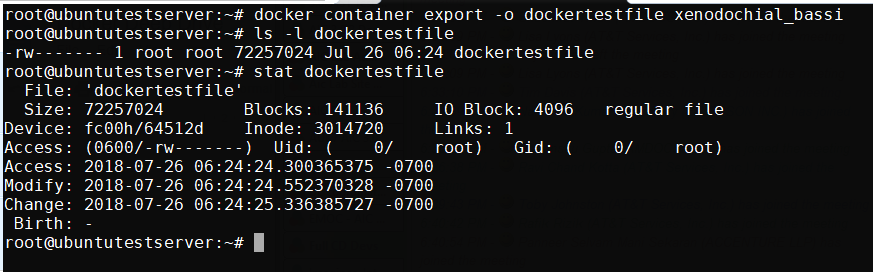 root@ubuntutestserver:~# docker container export -o dockertestfile xenodochial_bassi
root@ubuntutestserver:~# ls -l dockertestfile
-rw------- 1 root root 72257024 Jul 26 06:24 dockertestfile
root@ubuntutestserver:~# stat dockertestfile
  File: 'dockertestfile'
  Size: 72257024        Blocks: 141136     IO Block: 4096   regular file
Device: fc00h/64512d    Inode: 3014720     Links: 1
Access: (0600/-rw-------)  Uid: (    0/    root)   Gid: (    0/    root)
Access: 2018-07-26 06:24:24.300365375 -0700
Modify: 2018-07-26 06:24:24.552370328 -0700
Change: 2018-07-26 06:24:25.336385727 -0700
 Birth: -
root@ubuntutestserver:~#